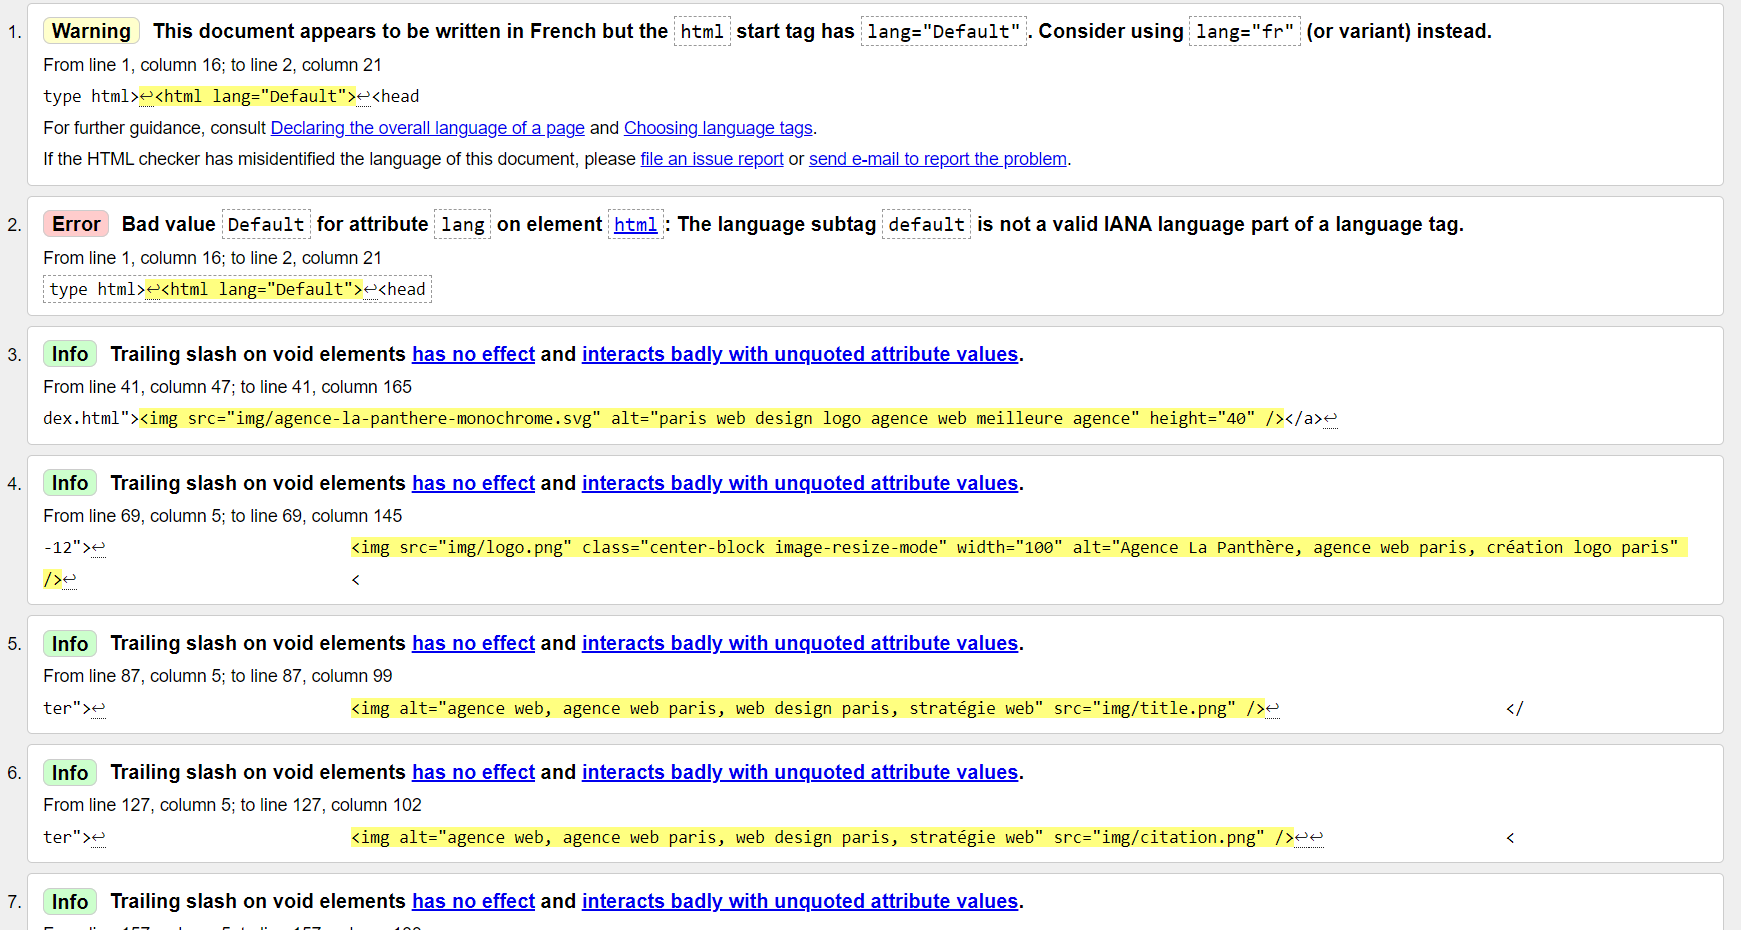 1. Warning This document appears to be written in French but the html start tag has lang="Default". Consider using lang="fr" (or variant) instead.
From line 1, column 16; to line 2, column 21
type html>↩<html lang="Default">↩<head
For further guidance, consult Declaring the overall language of a page and Choosing language tags.
If the HTML checker has misidentified the language of this document, please file an issue report or send e-mail to report the problem.
2. Error Bad value Default for attribute lang on element html: The language subtag default is not a valid IANA language part of a language tag.
From line 1, column 16; to line 2, column 21
type html>↩<html lang="Default">↩<head
3. Info Trailing slash on void elements has no effect and interacts badly with unquoted attribute values.
From line 41, column 47; to line 41, column 165
dex.html"><img src="img/agence-la-panthere-monochrome.svg" alt="paris web design logo agence web meilleure agence" height="40" /></a>↩
4. Info Trailing slash on void elements has no effect and interacts badly with unquoted attribute values.
From line 69, column 5; to line 69, column 145
-12">↩ <img src="img/logo.png" class="center-block image-resize-mode" width="100" alt="Agence La Panthère, agence web paris, création logo paris"
/>↩ <
5. Info Trailing slash on void elements has no effect and interacts badly with unquoted attribute values.
From line 87, column 5; to line 87, column 99
ter">↩ <img alt="agence web, agence web paris, web design paris, stratégie web" src="img/title.png" />↩ </
6. Info Trailing slash on void elements has no effect and interacts badly with unquoted attribute values.
From line 127, column 5; to line 127, column 102
ter">↩ <img alt="agence web, agence web paris, web design paris, stratégie web" src="img/citation.png" />↩↩ <
7. Info Trailing slash on void elements has no effect and interacts badly with unquoted attribute values.